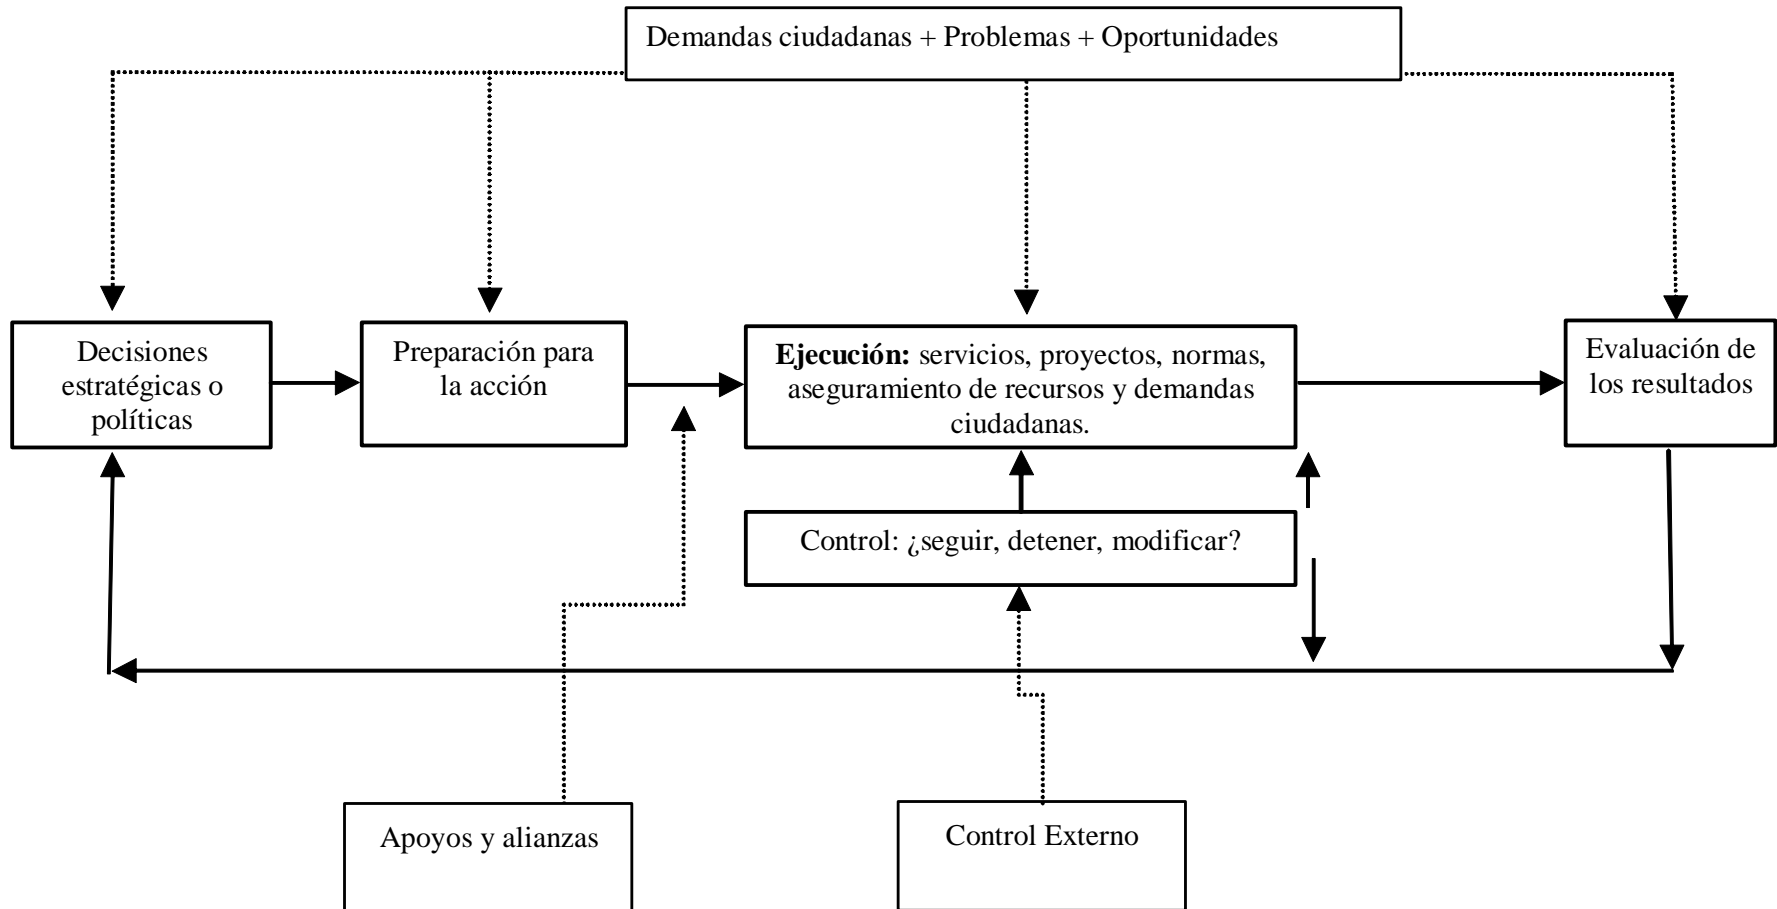 Demandas ciudadanas + Problemas + Oportunidades
Decisiones
estratégicas o
políticas
Preparación para
la acción
Ejecución: servicios, proyectos, normas,
aseguramiento de recursos y demandas
ciudadanas.
Evaluación de
los resultados
Control: ¿seguir, detener, modificar?
Apoyos y alianzas
Control Externo